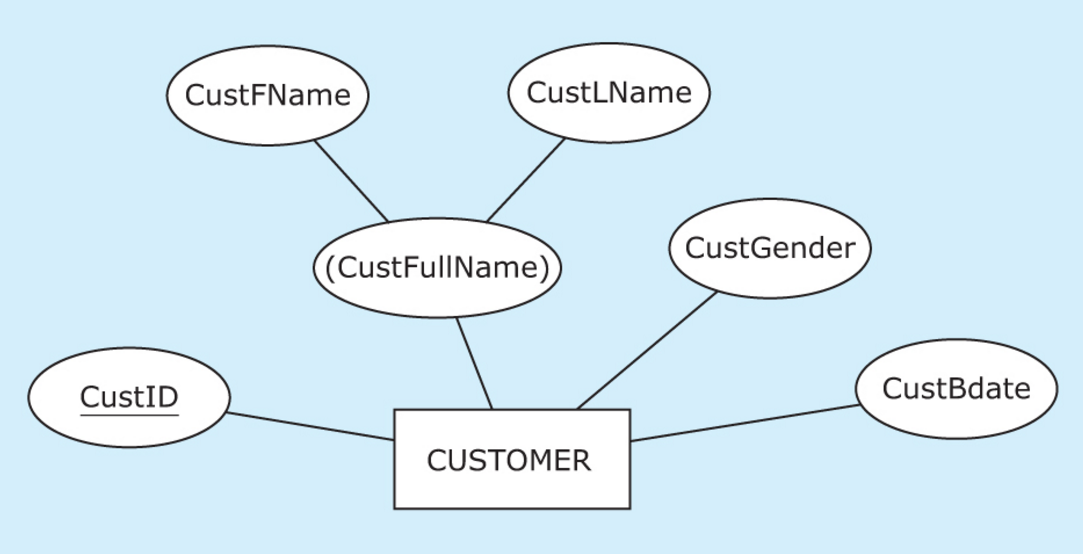 CustFName
CustLName
(CustFullName)
CustGender
CustID
CustBdate
CUSTOMER